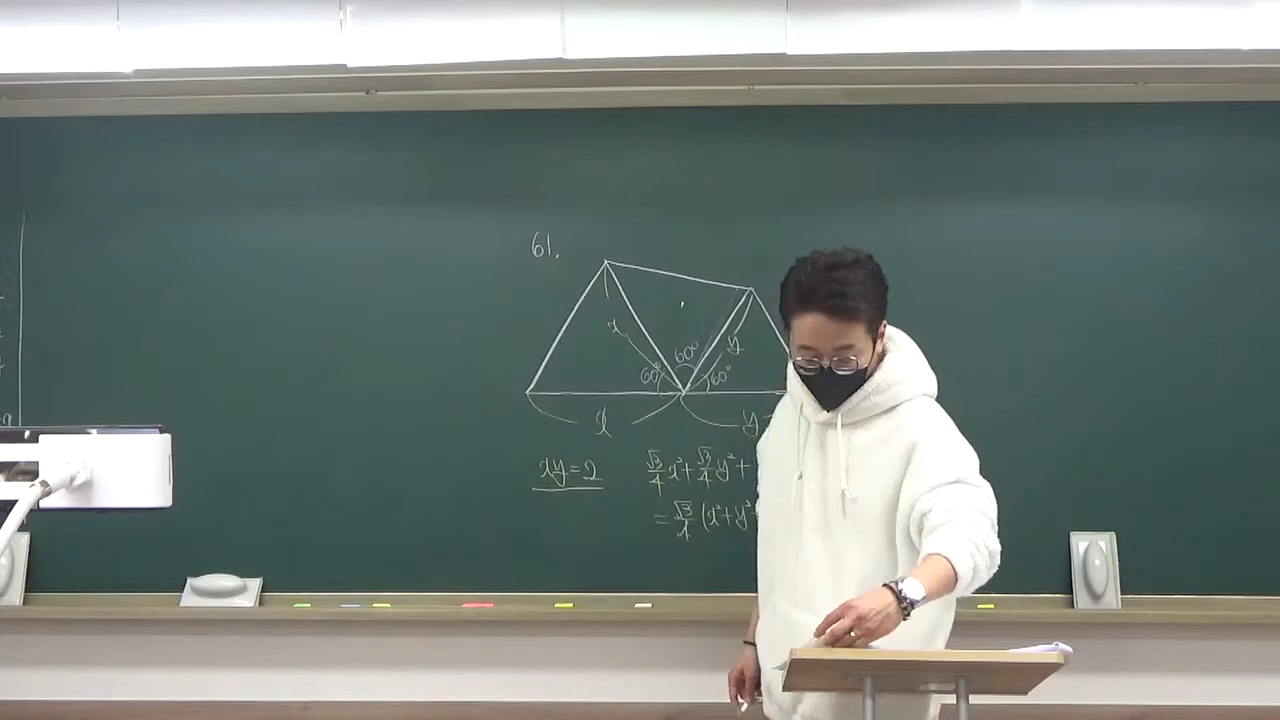 61.
x
y
60°
60°
60°
x
y
xy=2
√3/4 x²+ √3/4 y²+
= √3/4 (x²+y²